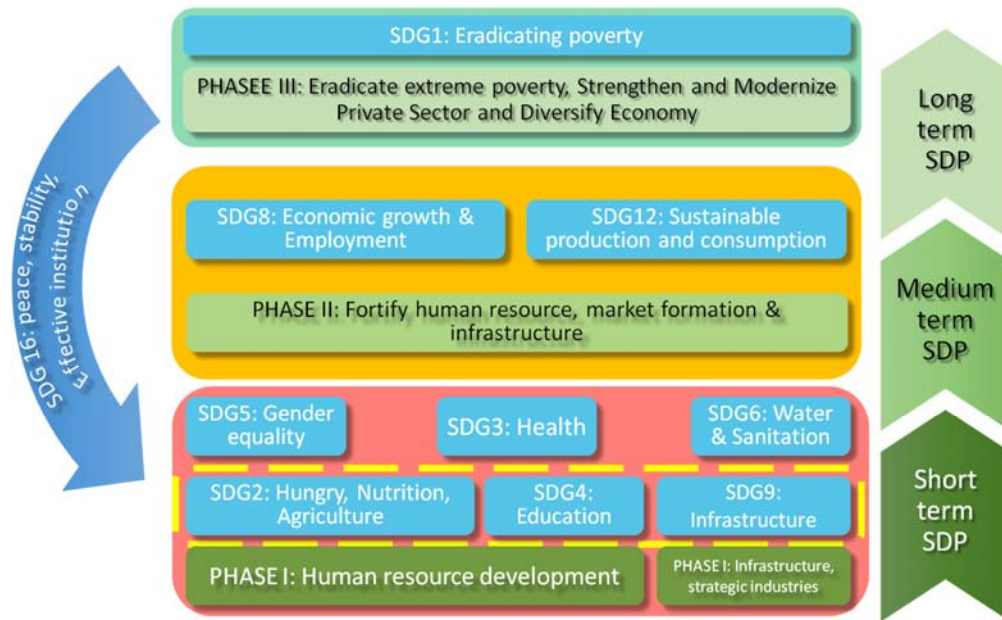 SDG1: Eradicating poverty
PHASEE III: Eradicate extreme poverty, Strengthen and Modernize
Private Sector and Diversify Economy
Long
term
SDP
SDG 16: peace, stability,
Effective institution
SDG8: Economic growth &
Employment
SDG12: Sustainable
production and consumption
PHASE II: Fortify human resource, market formation &
infrastructure
Medium
term
SDP
SDG5: Gender
equality
SDG3: Health
SDG6: Water
& Sanitation
SDG2: Hungry, Nutrition,
Agriculture
SDG4:
Education
SDG9:
Infrastructure
PHASE I: Human resource development
PHASE I: Infrastructure,
strategic industries
Short
term
SDP